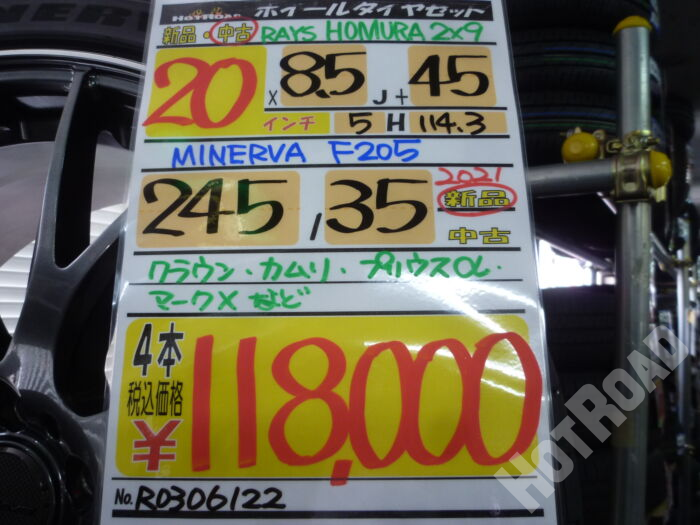 HOTROAD ホイールタイヤセット
新品・中古 RAYS HOMURA 2×9
20 × 8.5 J + 45
インチ 5 H 114.3
MINERVA F205
245 / 35 2021 新品
中古
クラウン・カムリ・プリウスα・
マークX など
4本
税込価格
¥118,000
No. R0306122
HOTROAD